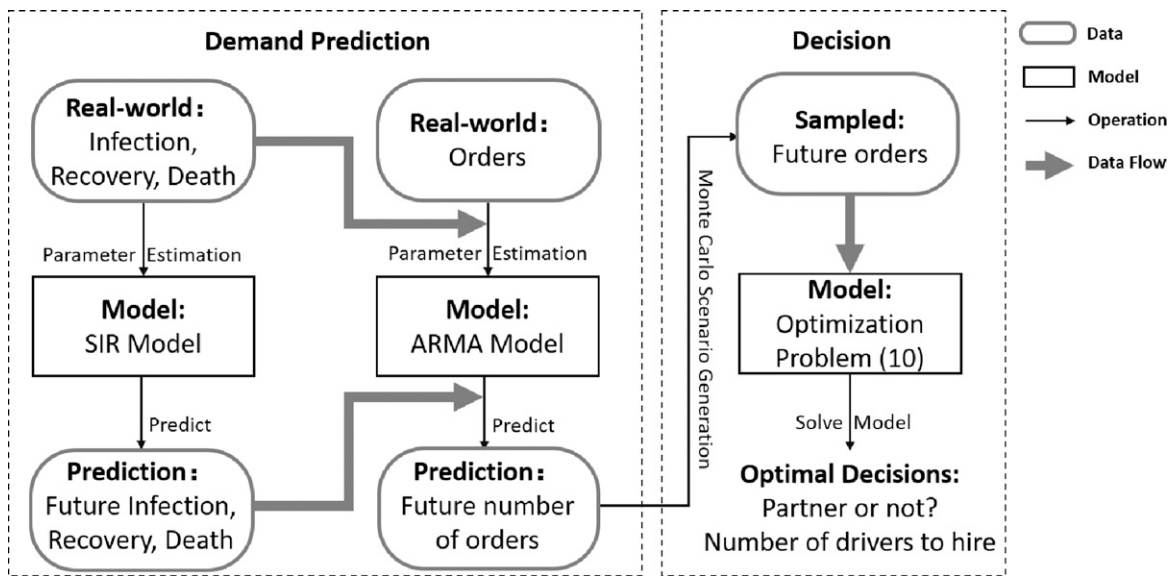 Demand Prediction
Real-world：
Infection,
Recovery, Death
Parameter Estimation
Model:
SIR Model
Predict
Prediction：
Future Infection,
Recovery, Death
Real-world：
Orders
Parameter Estimation
Model:
ARMA Model
Predict
Prediction：
Future number
of orders
Monte Carlo Scenario Generation
Decision
Sampled:
Future orders
Model:
Optimization
Problem (10)
Solve Model
Optimal Decisions:
Partner or not?
Number of drivers to hire
Data
Model
Operation
Data Flow